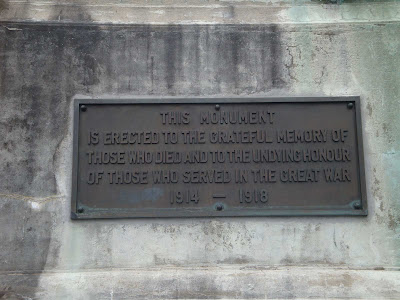 THIS MONUMENT
IS ERECTED TO THE GRATEFUL MEMORY OF
THOSE WHO DIED AND TO THE UNDYING HONOUR
OF THOSE WHO SERVED IN THE GREAT WAR
1914 — 1918